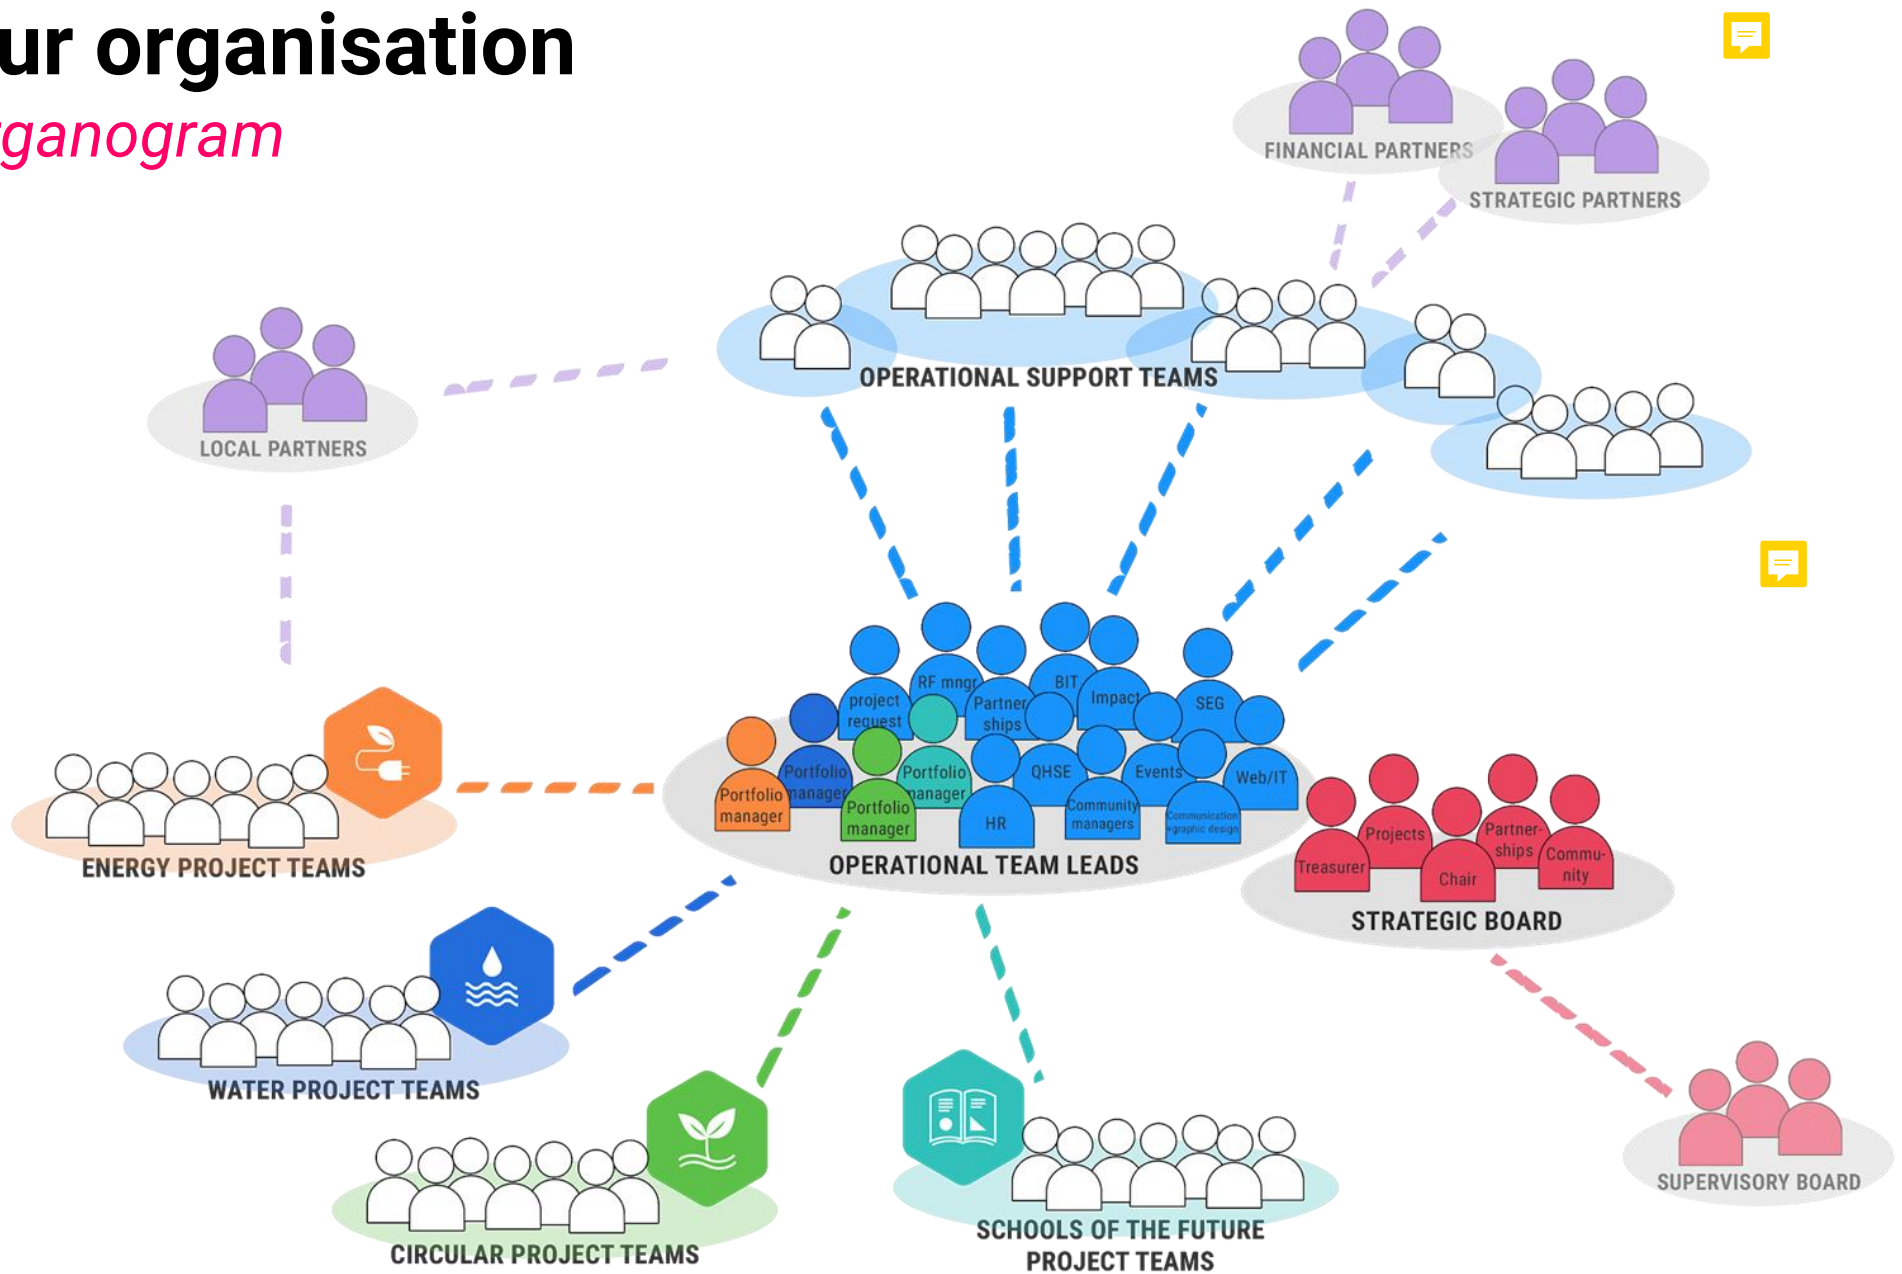 ur organisation
ganogram
FINANCIAL PARTNERS
STRATEGIC PARTNERS
OPERATIONAL SUPPORT TEAMS
LOCAL PARTNERS
RF mngr
BIT
project
request
Partner
ships
Impact
SEG
Portfolio
manager
Portfolio
manager
Portfolio
manager
Portfolio
manager
QHSE
Events
Web/IT
HR
Community
managers
Communication
+graphic design
OPERATIONAL TEAM LEADS
Treasurer
Projects
Chair
Partner-
ships
Commu-
nity
STRATEGIC BOARD
ENERGY PROJECT TEAMS
WATER PROJECT TEAMS
CIRCULAR PROJECT TEAMS
SCHOOLS OF THE FUTURE
PROJECT TEAMS
SUPERVISORY BOARD